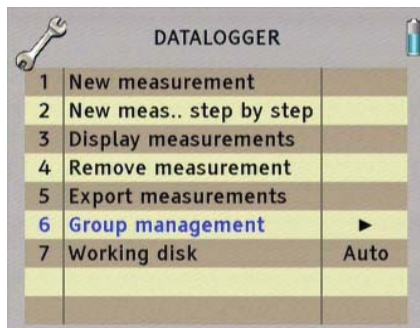 DATALOGGER
1 New measurement
2 New meas.. step by step
3 Display measurements
4 Remove measurement
5 Export measurements
6 Group management ►
7 Working disk Auto